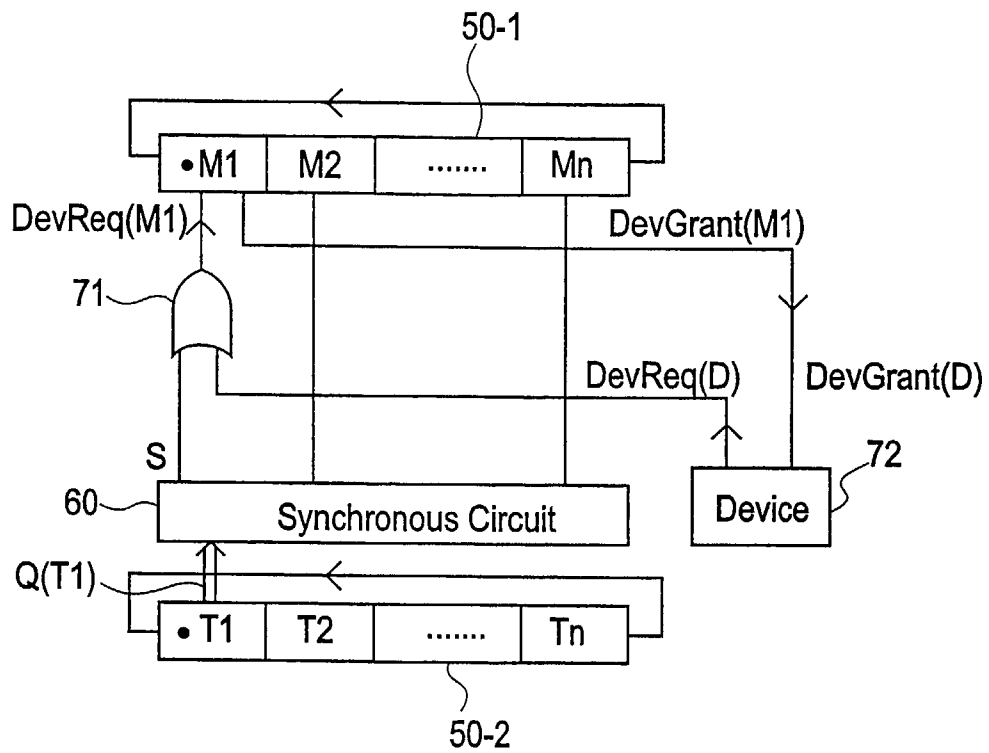 50-1
•M1 M2 ....... Mn
DevReq(M1)
DevGrant(M1)
71
DevReq(D)
DevGrant(D)
S
72
60
Synchronous Circuit
Device
Q(T1)
•T1 T2 ....... Tn
50-2